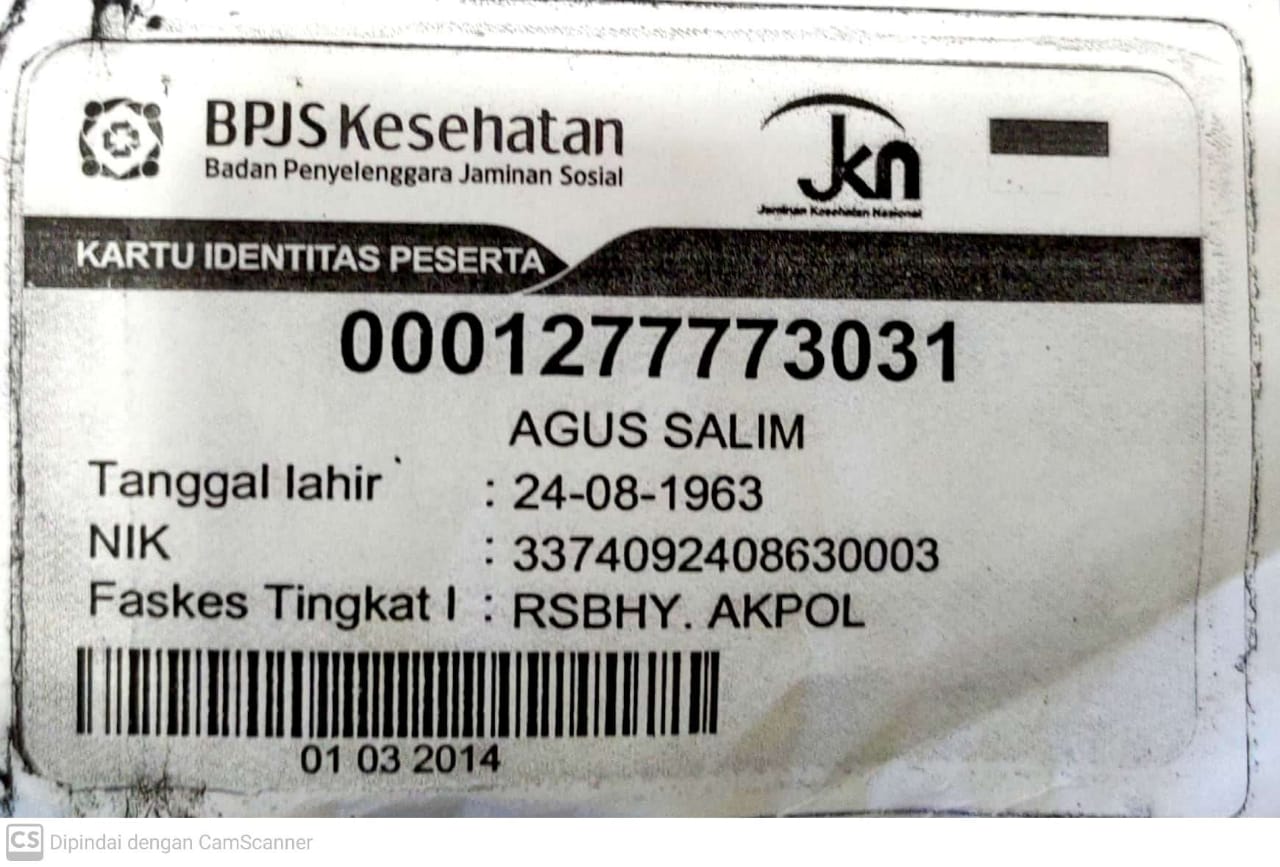 BPJS Kesehatan
Badan Penyelenggara Jaminan Sosial
jkn
Jaminan Kesehatan Nasional
KARTU IDENTITAS PESERTA
0001277773031
AGUS SALIM
Tanggal lahir : 24-08-1963
NIK : 3374092408630003
Faskes Tingkat I : RSBHY. AKPOL
01 03 2014
CS Dipindai dengan CamScanner